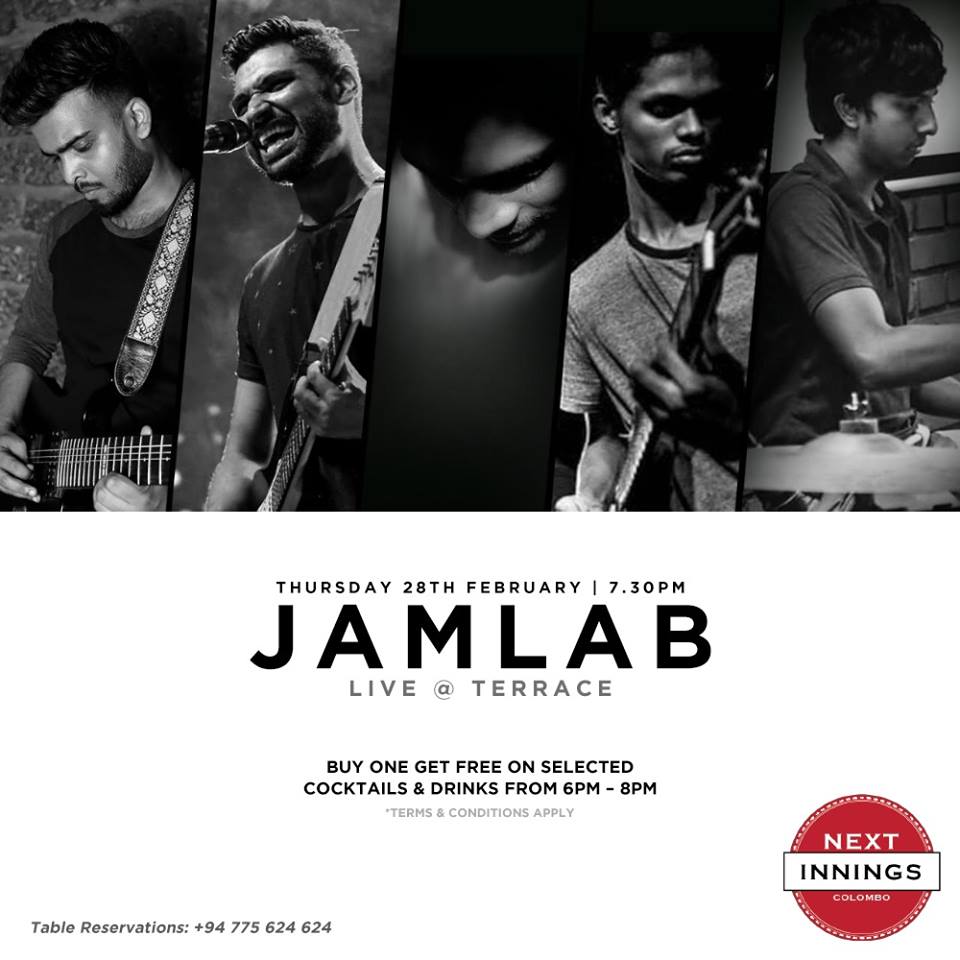 THURSDAY 28TH FEBRUARY | 7.30PM
JAMLAB
LIVE @ TERRACE
BUY ONE GET FREE ON SELECTED
COCKTAILS & DRINKS FROM 6PM – 8PM
*TERMS & CONDITIONS APPLY
NEXT
INNINGS
COLOMBO
Table Reservations: +94 775 624 624